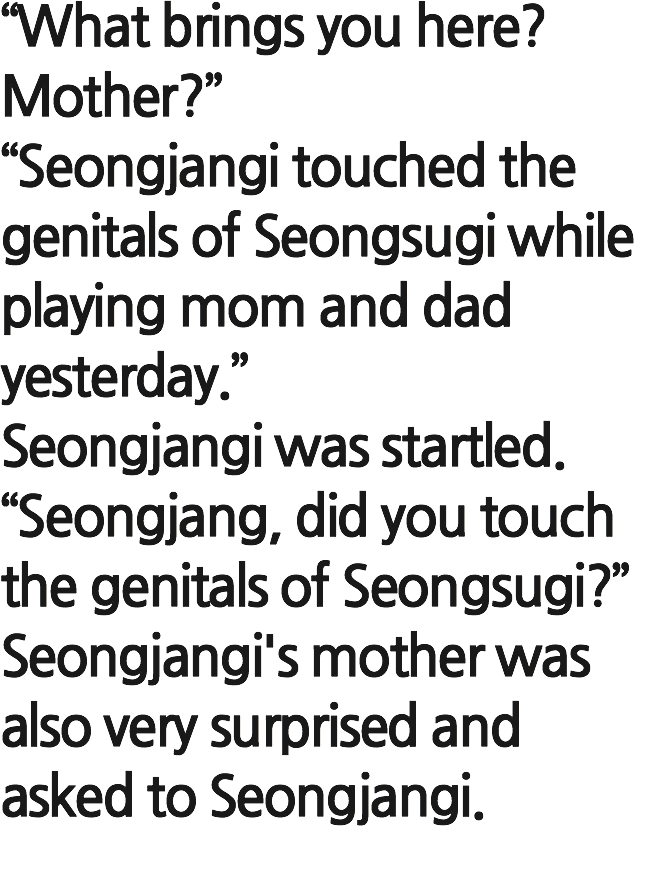 “What brings you here?
Mother?”
“Seongjangi touched the
genitals of Seongsugi while
playing mom and dad
yesterday.”
Seongjangi was startled.
“Seongjang, did you touch
the genitals of Seongsugi?”
Seongjangi's mother was
also very surprised and
asked to Seongjangi.